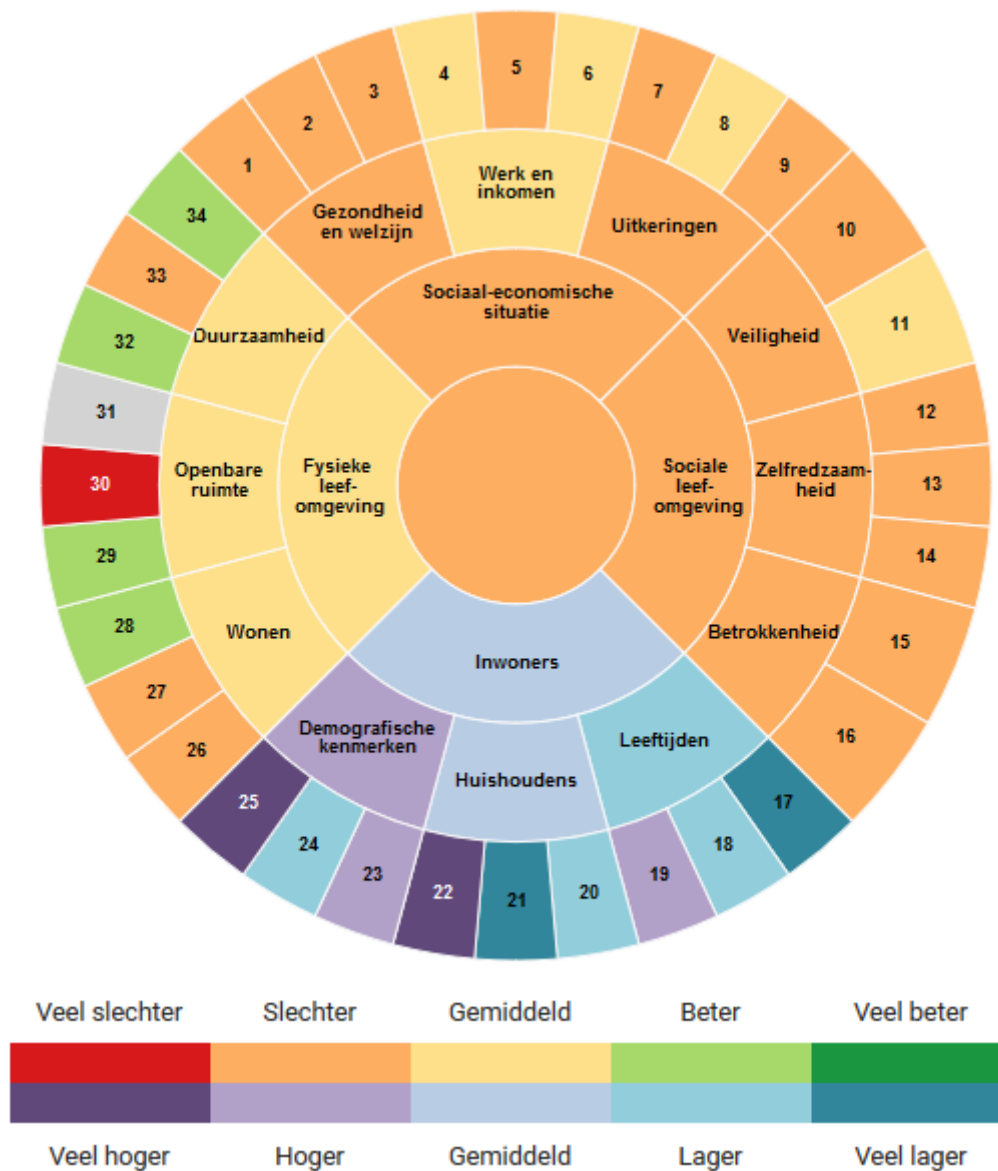 1
2
3
4
5
6
7
8
9
10
11
12
13
14
15
16
17
18
19
20
21
22
23
24
25
26
27
28
29
30
31
32
33
34
Gezondheid
en welzijn
Werk en
inkomen
Uitkeringen
Veiligheid
Zelfredzaam-
heid
Betrokkenheid
Leeftijden
Huishoudens
Demografische
kenmerken
Wonen
Openbare
ruimte
Duurzaamheid
Sociaal-economische
situatie
Sociale
leef-
omgeving
Inwoners
Fysieke
leef-
omgeving
Veel slechter Slechter Gemiddeld Beter Veel beter
Veel hoger Hoger Gemiddeld Lager Veel lager